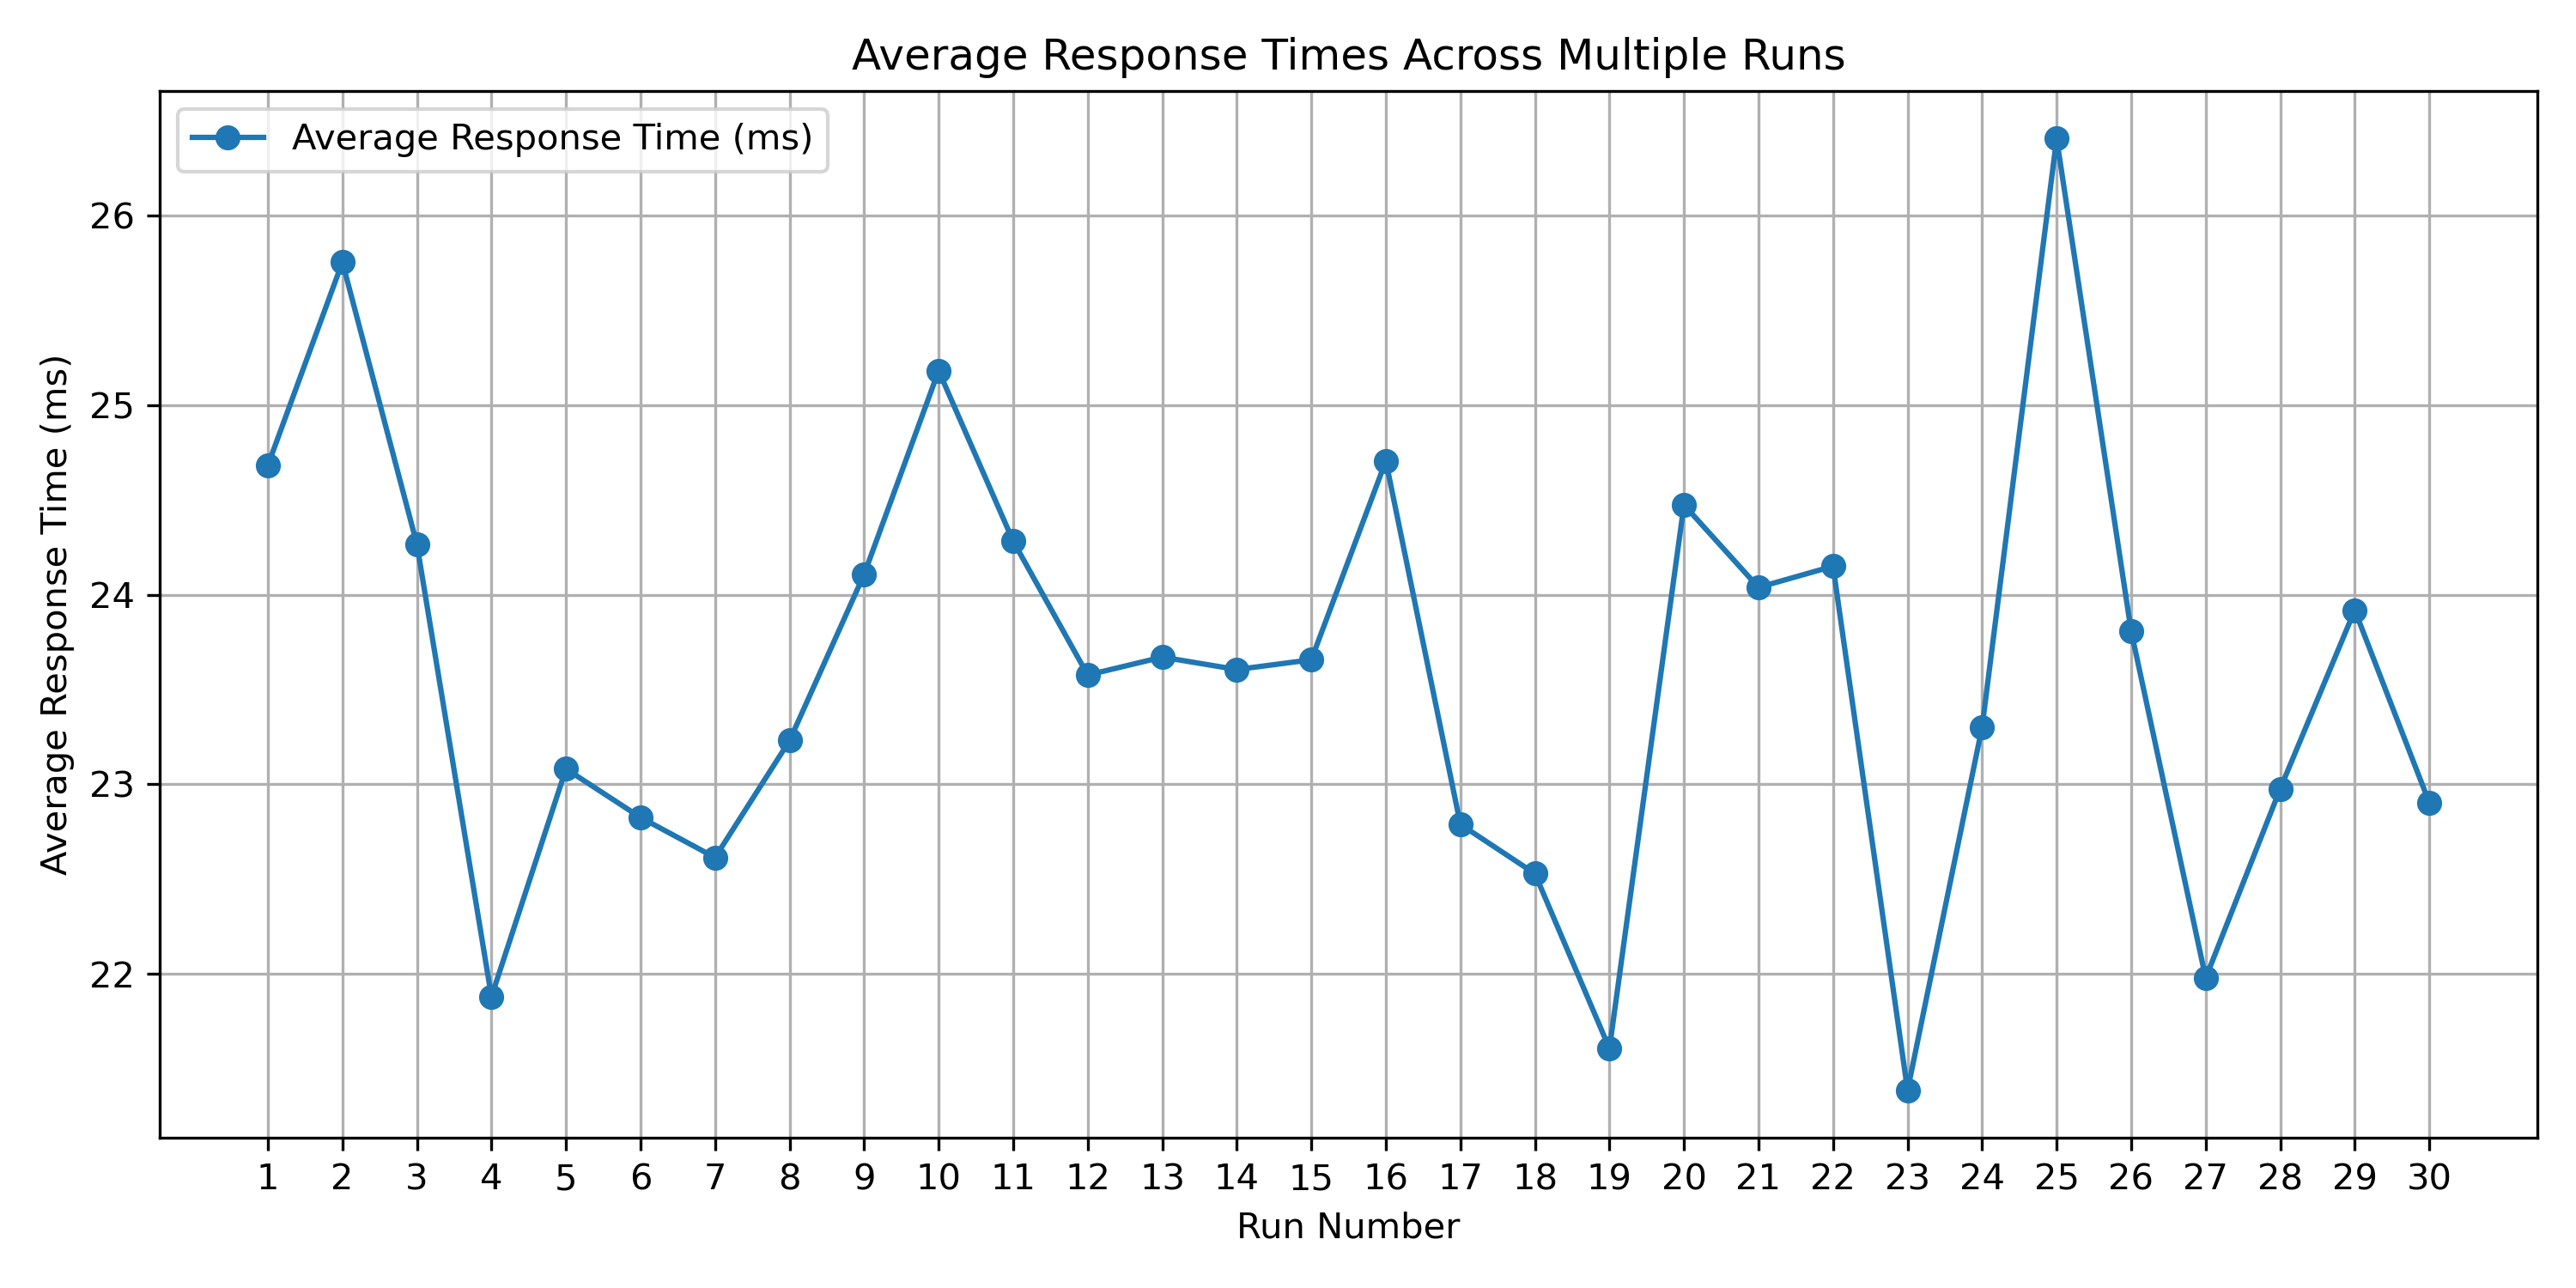 Average Response Times Across Multiple Runs
Average Response Time (ms)
Average Response Time (ms)
26
25
24
23
22
1 2 3 4 5 6 7 8 9 10 11 12 13 14 15 16 17 18 19 20 21 22 23 24 25 26 27 28 29 30
Run Number